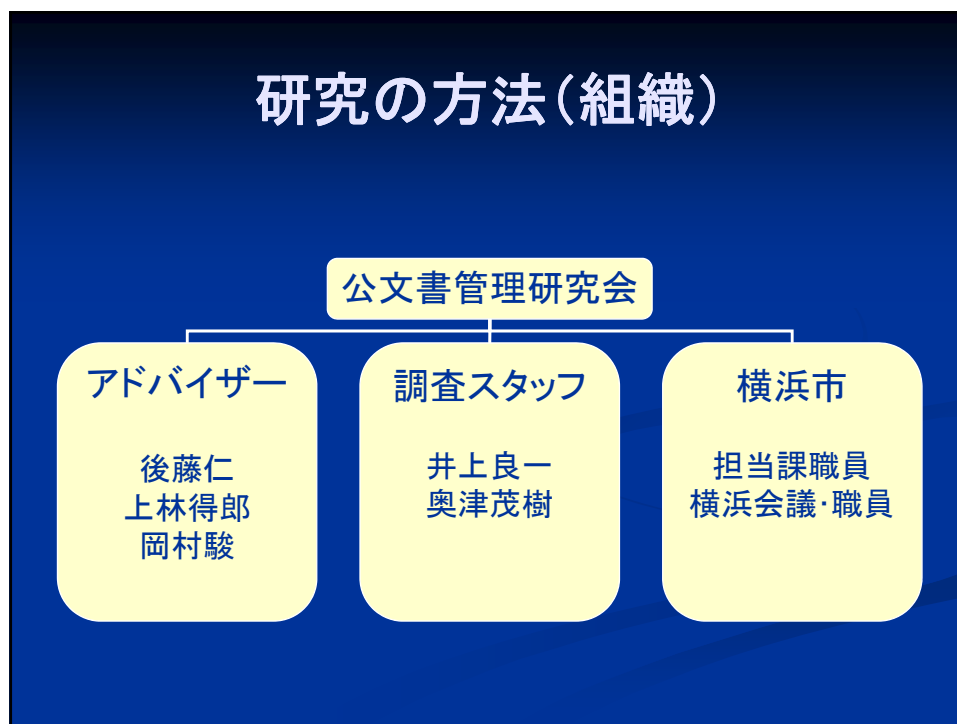 研究の方法（組織）
公文書管理研究会
アドバイザー
後藤仁
上林得郎
岡村駿
調査スタッフ
井上良一
奥津茂樹
横浜市
担当課職員
横浜会議・職員